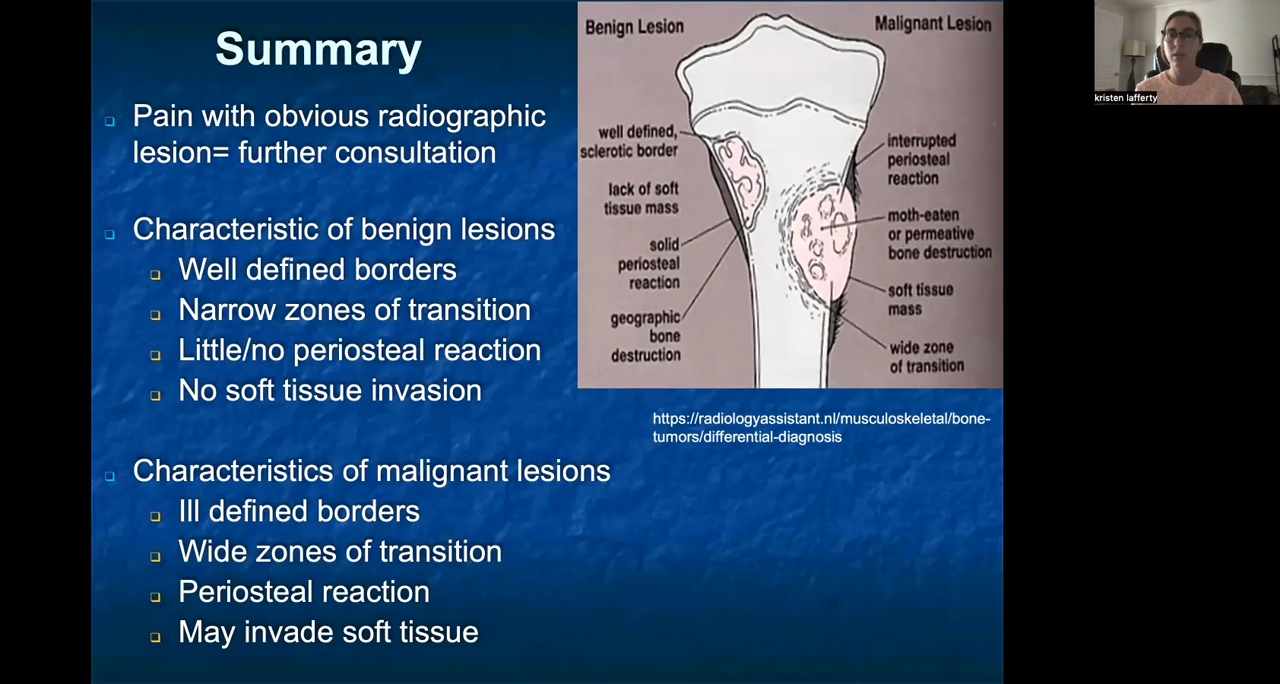 Summary
Pain with obvious radiographic
lesion= further consultation
Characteristic of benign lesions
Well defined borders
Narrow zones of transition
Little/no periosteal reaction
No soft tissue invasion
Characteristics of malignant lesions
Ill defined borders
Wide zones of transition
Periosteal reaction
May invade soft tissue
Benign Lesion
Malignant Lesion
well defined,
sclerotic border
lack of soft
tissue mass
solid
periosteal
reaction
geographic
bone
destruction
interrupted
periosteal
reaction
moth-eaten
or permeative
bone destruction
soft tissue
mass
wide zone
of transition
https://radiologyassistant.nl/musculoskeletal/bone-
tumors/differential-diagnosis
kristen lafferty